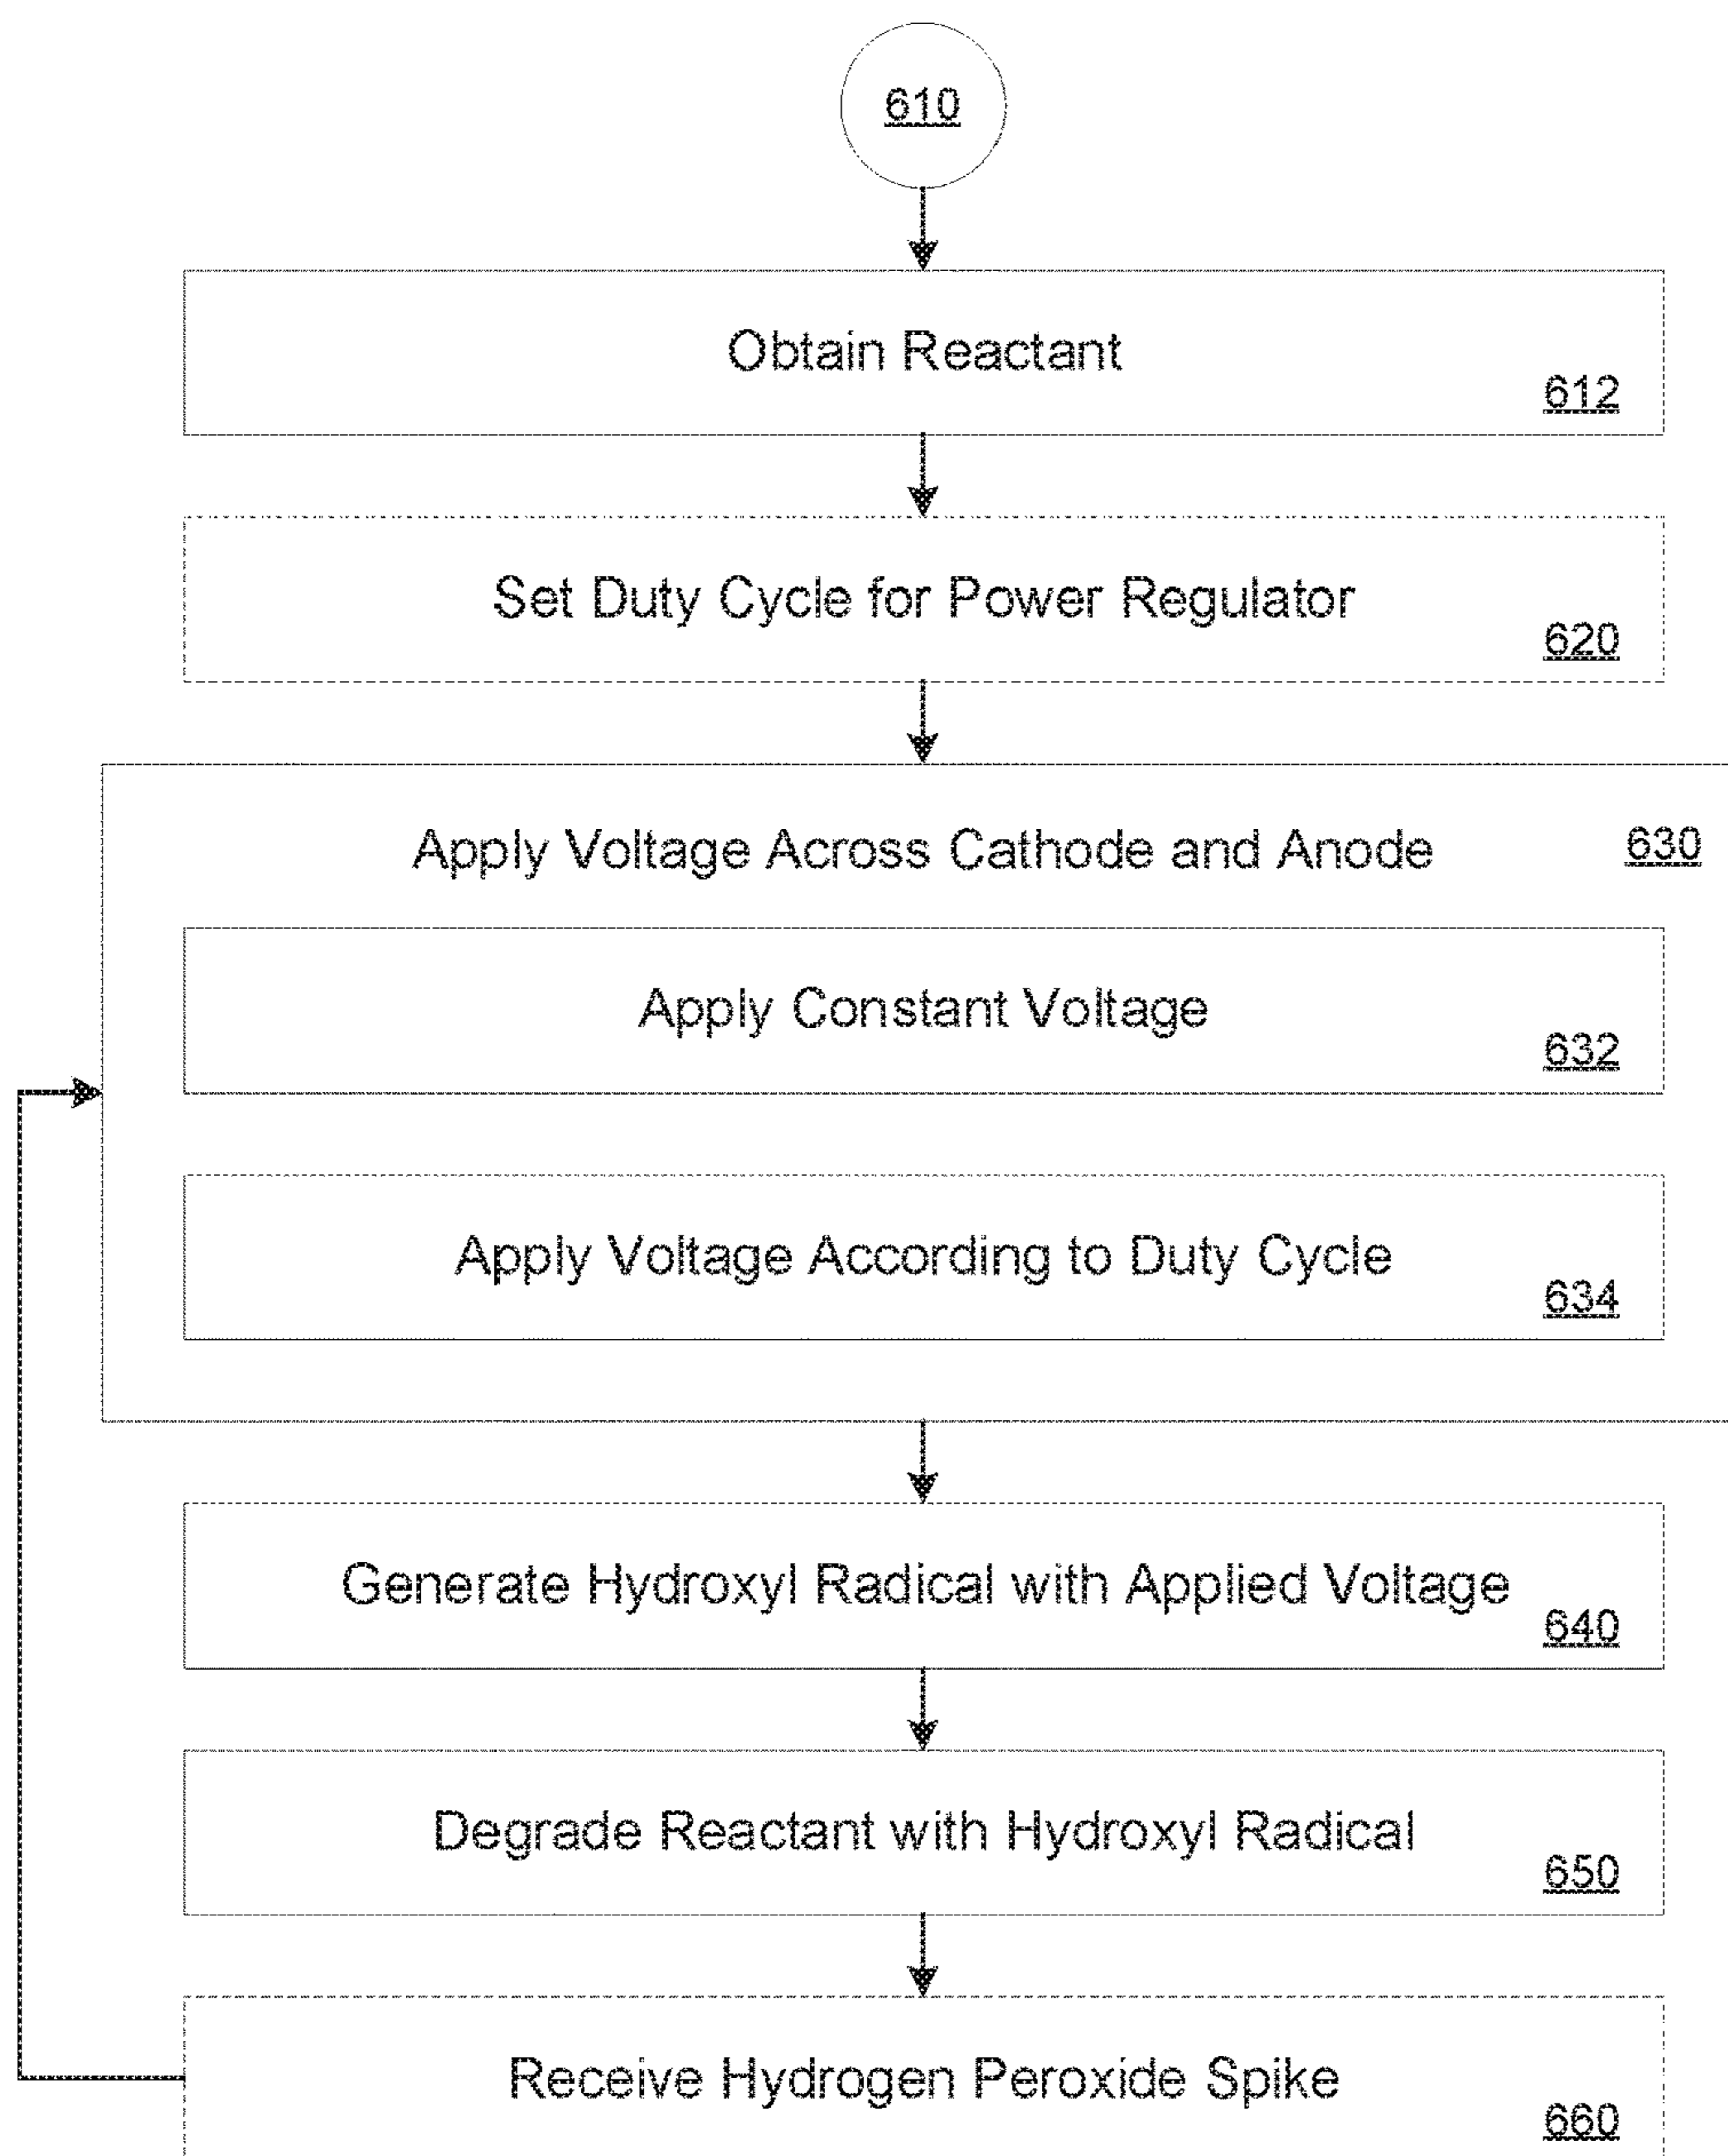 610
Obtain Reactant
612
Set Duty Cycle for Power Regulator
620
Apply Voltage Across Cathode and Anode
630
Apply Constant Voltage
632
Apply Voltage According to Duty Cycle
634
Generate Hydroxyl Radical with Applied Voltage
640
Degrade Reactant with Hydroxyl Radical
650
Receive Hydrogen Peroxide Spike
660